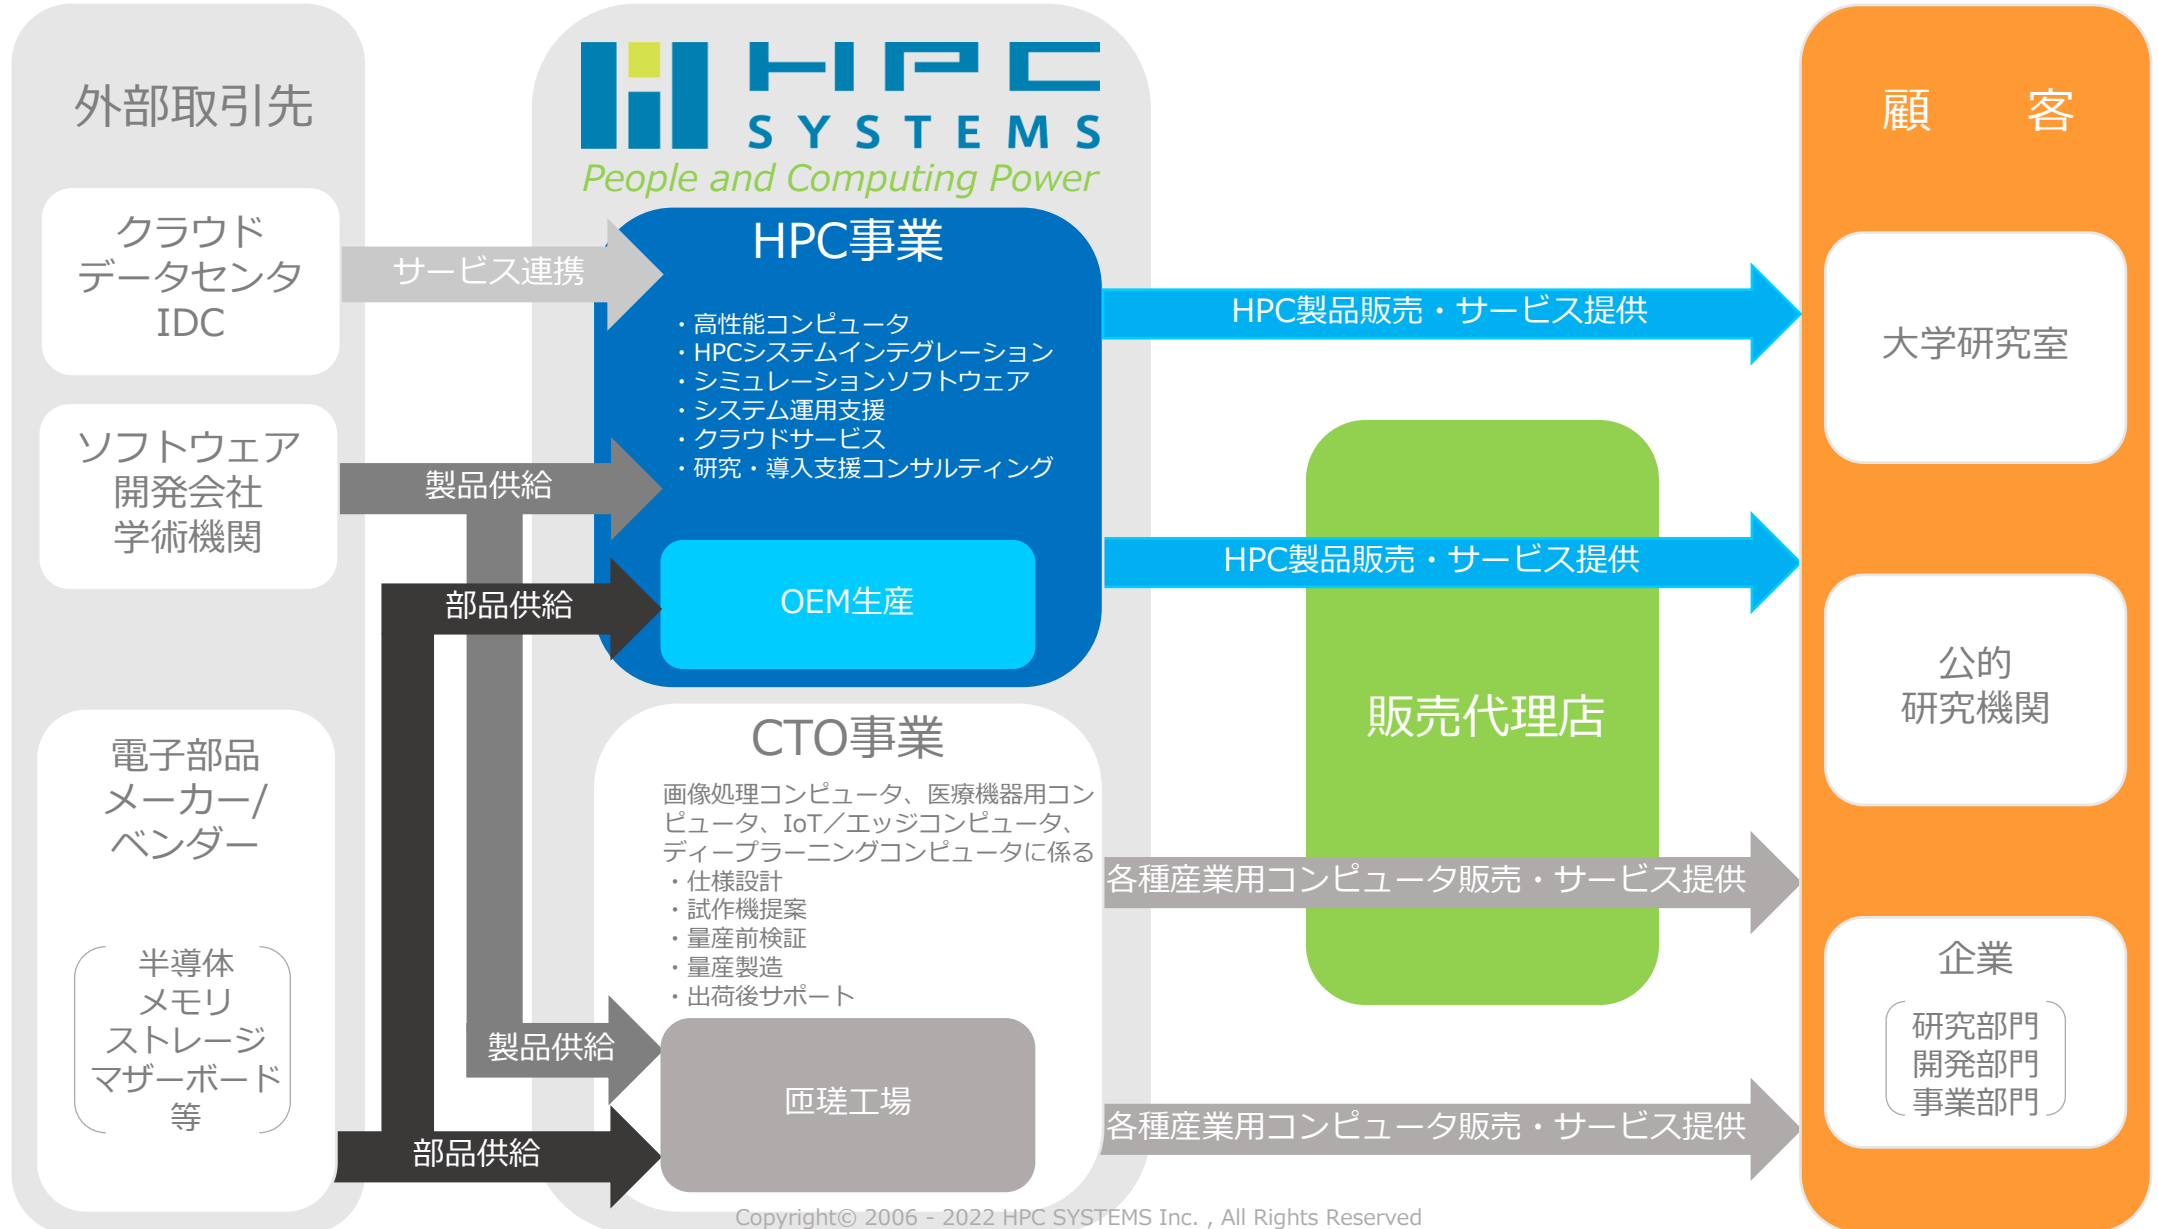 外部取引先
クラウド
データセンタ
IDC
ソフトウェア
開発会社
学術機関
電子部品
メーカー/
ベンダー
半導体
メモリ
ストレージ
マザーボード
等
サービス連携
製品供給
部品供給
製品供給
部品供給
HPC
SYSTEMS
People and Computing Power
HPC事業
・高性能コンピュータ
・HPCシステムインテグレーション
・シミュレーションソフトウェア
・システム運用支援
・クラウドサービス
・研究・導入支援コンサルティング
OEM生産
CTO事業
画像処理コンピュータ、医療機器用コン
ピュータ、IoT／エッジコンピュータ、
ディープラーニングコンピュータに係る
・仕様設計
・試作機提案
・量産前検証
・量産製造
・出荷後サポート
匝瑳工場
HPC製品販売・サービス提供
HPC製品販売・サービス提供
販売代理店
各種産業用コンピュータ販売・サービス提供
各種産業用コンピュータ販売・サービス提供
顧　客
大学研究室
公的
研究機関
企業
研究部門
開発部門
事業部門
Copyright© 2006 - 2022 HPC SYSTEMS Inc. , All Rights Reserved